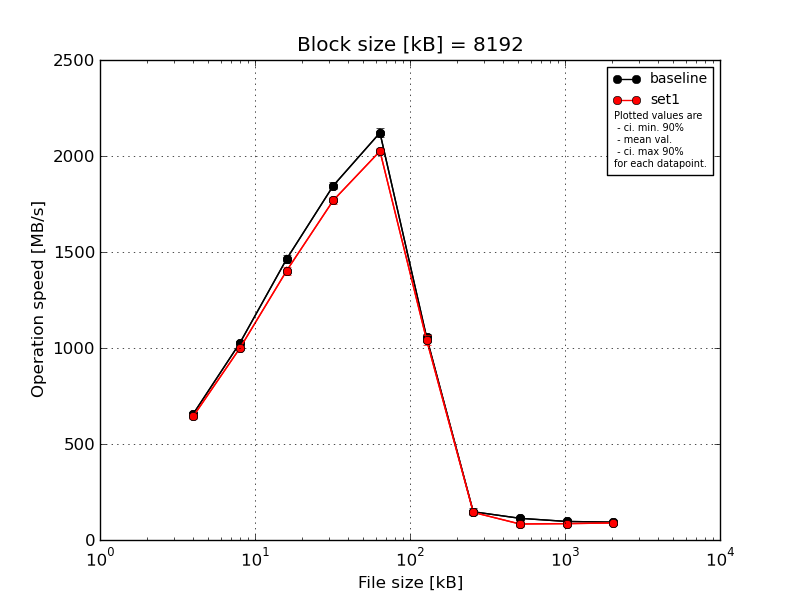 Block size [kB] = 8192
2500
2000
1500
1000
500
0
Operation speed [MB/s]
baseline
set1
Plotted values are
- ci. min. 90%
- mean val.
- ci. max 90%
for each datapoint.
10⁰
10¹
10²
10³
10⁴
File size [kB]